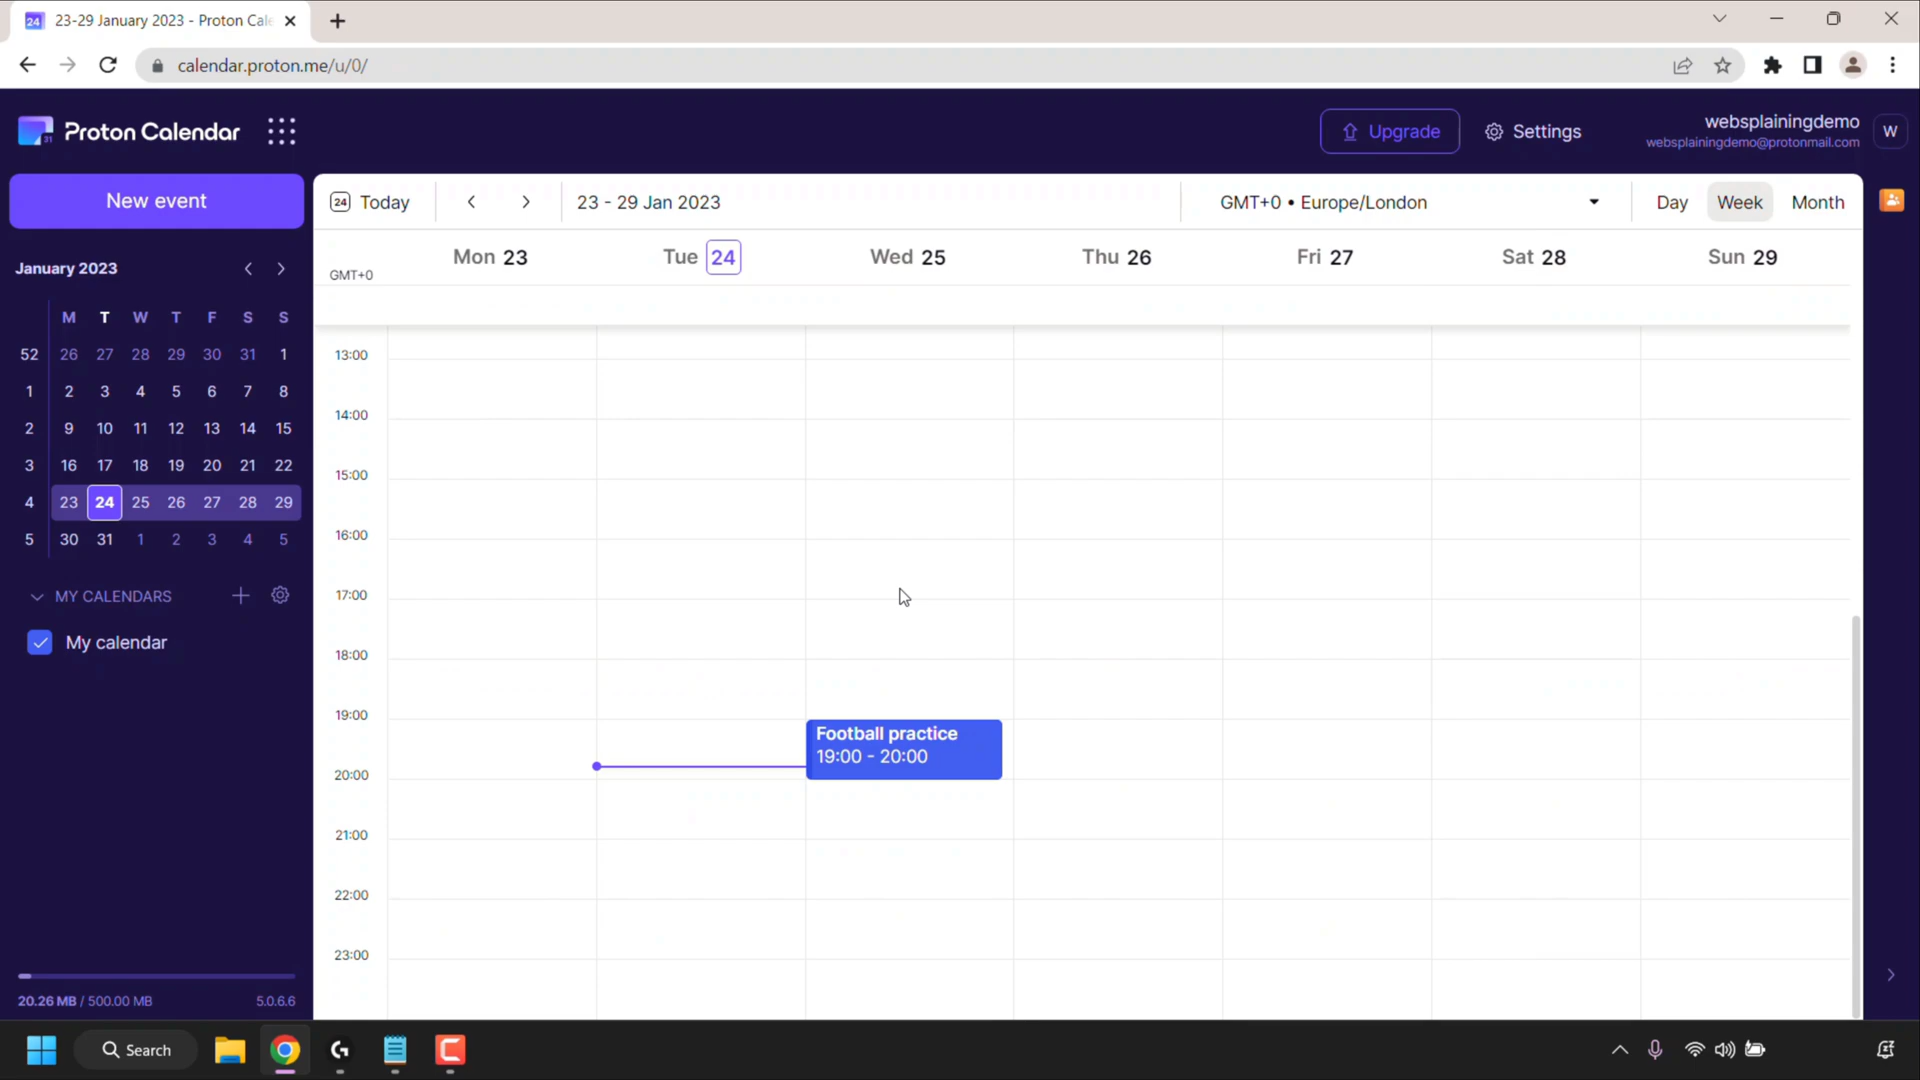 24 23-29 January 2023 - Proton Cale
calendar.proton.me/u/0/
31 Proton Calendar
Upgrade
Settings
websplainingdemo
websplainingdemo@protonmail.com
W
New event
24 Today
23 - 29 Jan 2023
GMT+0 • Europe/London
Day Week Month
January 2023
M T W T F S S
52 26 27 28 29 30 31 1
1 2 3 4 5 6 7 8
2 9 10 11 12 13 14 15
3 16 17 18 19 20 21 22
4 23 24 25 26 27 28 29
5 30 31 1 2 3 4 5
MY CALENDARS
My calendar
20.26 MB / 500.00 MB 5.0.6.6
GMT+0
Mon 23 Tue 24 Wed 25 Thu 26 Fri 27 Sat 28 Sun 29
13:00
14:00
15:00
16:00
17:00
18:00
19:00
20:00
21:00
22:00
23:00
Football practice
19:00 - 20:00
Search